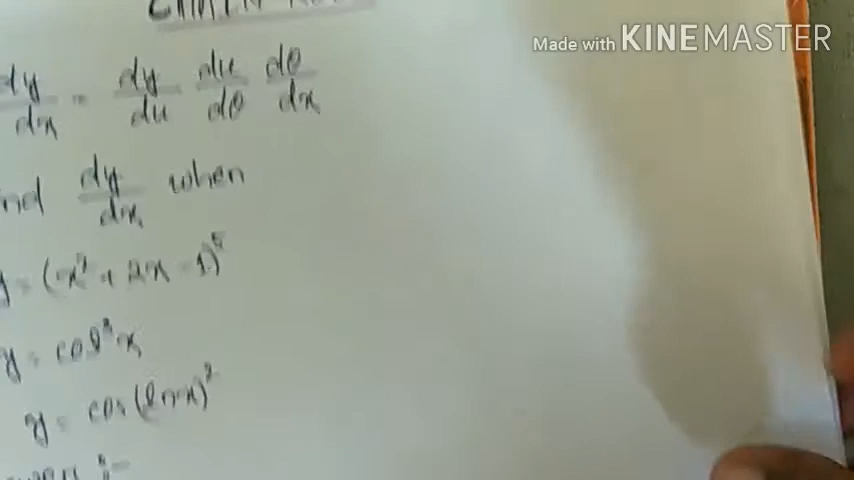 Made with KINEMASTER
dy/dx = dy/du du/dθ dθ/dx
nd dy/dx when
y = (x² + 2x - 1)⁵
y = cos³x
y = cos(lnx)²